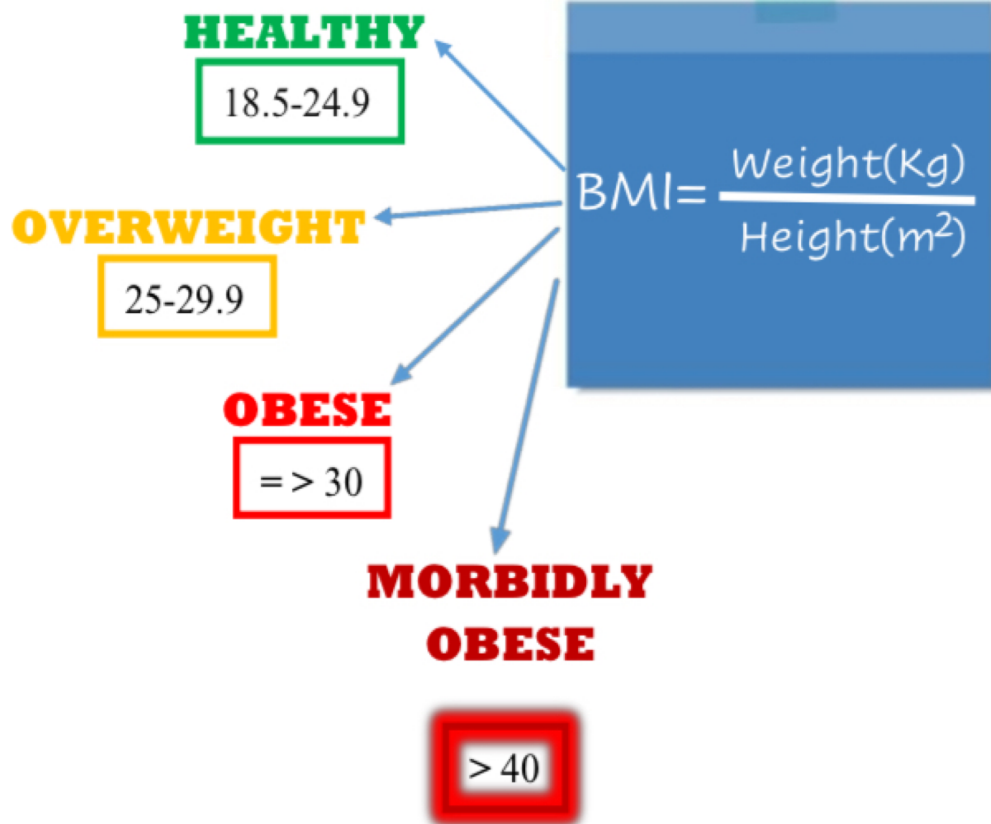 HEALTHY
18.5-24.9
OVERWEIGHT
25-29.9
OBESE
= > 30
MORBIDLY
OBESE
> 40
BMI=
Weight(Kg)
Height(m²)